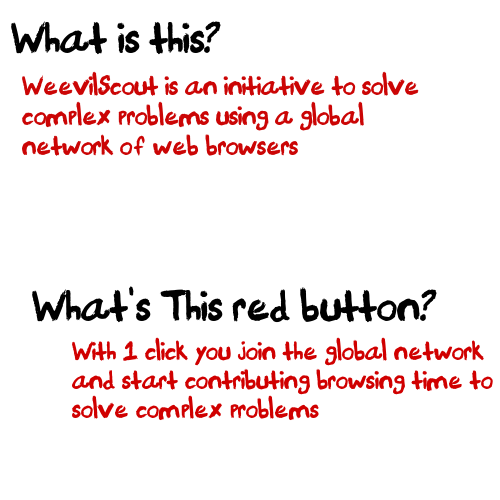 What is this?
WeevilScout is an initiative to solve
complex problems using a global
network of web browsers
What's This red button?
With 1 click you join the global network
and start contributing browsing time to
solve complex problems